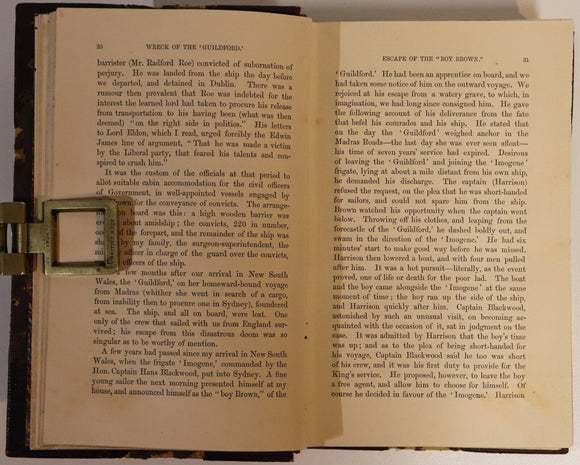 30 WRECK OF THE 'GUILDFORD.'
barrister (Mr. Radford Roe) convicted of subornation of
perjury. He was landed from the ship the day before
we departed, and detained in Dublin. There was a
rumour then prevalent that Roe was indebted for the
interest the learned lord had taken to procure his release
from transportation to his having been (what was then
deemed) "on the right side in politics." His letters
to Lord Eldon, which I read, urged forcibly the Edwin
James line of argument, "That he was made a victim
by the Liberal party, that feared his talents and con-
spired to crush him."
It was the custom of the officials at that period to
allot suitable cabin accommodation for the civil officers
of Government, in well-appointed vessels engaged by
own for the conveyance of convicts. The arrange-
on board was this: a high wooden barrier was
about amidship; the convicts, 220 in number,
the forepart, and the remainder of the ship was
by my family, the surgeon-superintendent, the
officer in charge of the guard over the convicts,
officers of the ship.
few months after our arrival in New South
Wales, the 'Guildford,' on her homeward-bound voyage
from Madras (whither she went in search of a cargo,
from inability then to procure one in Sydney), foundered
at sea. The ship, and all on board, were lost. One
only of the crew that sailed with us from England sur-
vived; his escape from this disastrous doom was so
singular as to be worthy of mention.
A few years had passed since my arrival in New South
Wales, when the frigate 'Imogene,' commanded by the
Hon. Captain Hans Blackwood, put into Sydney. A fine
young sailor the next morning presented himself at my
house, and announced himself as the "boy Brown," of the
ESCAPE OF THE "BOY BROWN." 31
'Guildford.' He had been an apprentice on board, and we
had taken some notice of him on the outward voyage. We
rejoiced at his escape from a watery grave, to which, in
imagination, we had long since consigned him. He gave
the following account of his deliverance from the fate
that befel his comrades and his ship. He stated that
on the day the 'Guildford' weighed anchor in the
Madras Roads—the last day she was ever seen afloat—
his time of seven years' service had expired. Desirous
of leaving the 'Guildford' and joining the 'Imogene'
frigate, lying at about a mile distant from his own ship,
he demanded his discharge. The captain (Harrison)
refused the request, on the plea that he was short-handed
for sailors, and could not spare him from the ship.
Brown watched his opportunity when the captain went
below. Throwing off his clothes, and leaping from the
forecastle of the 'Guildford,' he dashed boldly out, and
swam in the direction of the 'Imogene.' He had six
minutes' start to make good way before he was missed.
Harrison then lowered a boat, and with four men pulled
after him. It was a hot pursuit—literally, as the event
proved, one of life or death for the poor lad. The boat
and the boy came alongside the 'Imogene' at the same
moment of time; the boy ran up the side of the ship,
and Harrison quickly after him. Captain Blackwood,
astonished by such an unusual visit, on becoming ac-
quainted with the occasion of it, sat in judgment on the
case. It was admitted by Harrison that the boy's time
was up; and as to the plea of being short-handed for
his voyage, Captain Blackwood said he too was short
of his crew, and it was his first duty to provide for the
King's service. He proposed, however, to leave the boy
a free agent, and allow him to choose for himself. Of
course he decided in favour of the 'Imogene.' Harrison